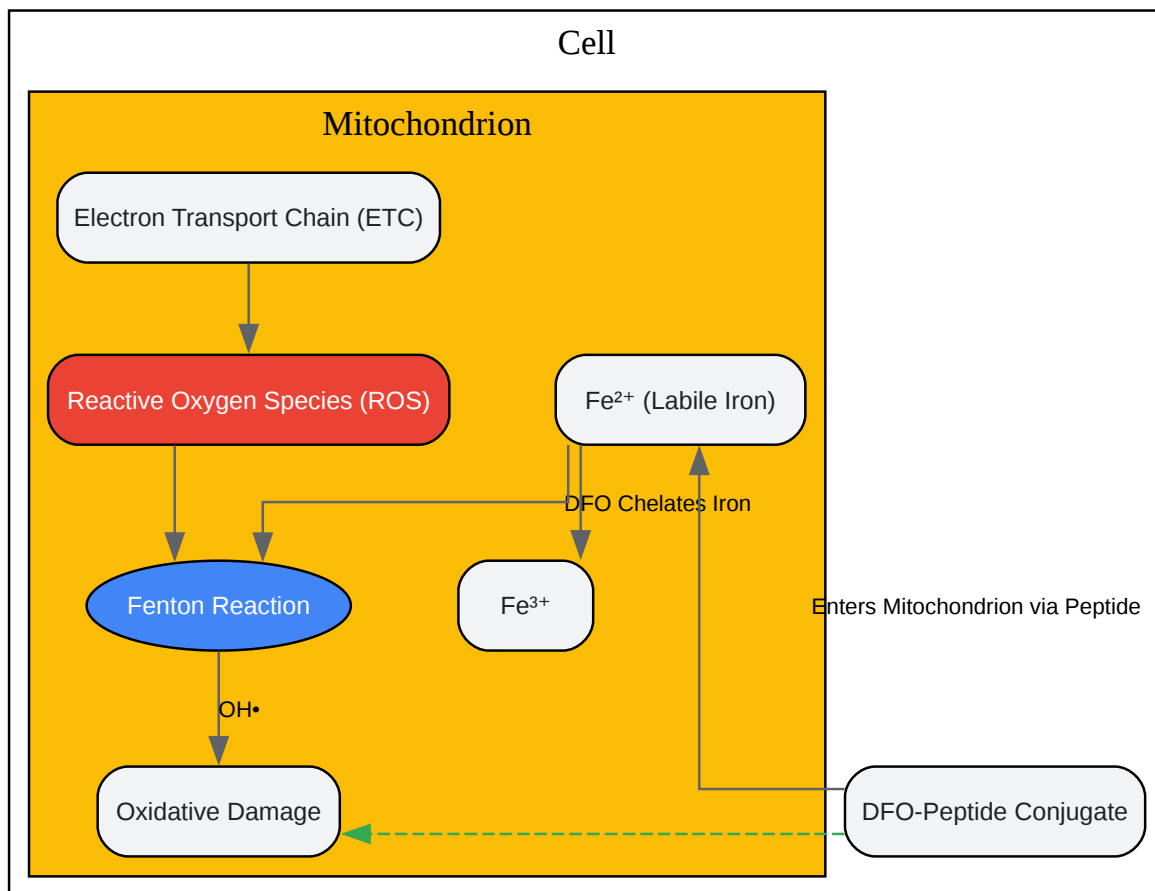 Cell
Mitochondrion
Electron Transport Chain (ETC)
Reactive Oxygen Species (ROS)
Fe²⁺ (Labile Iron)
DFO Chelates Iron
Fenton Reaction
Fe³⁺
Enters Mitochondrion via Peptide
OH•
Oxidative Damage
DFO-Peptide Conjugate